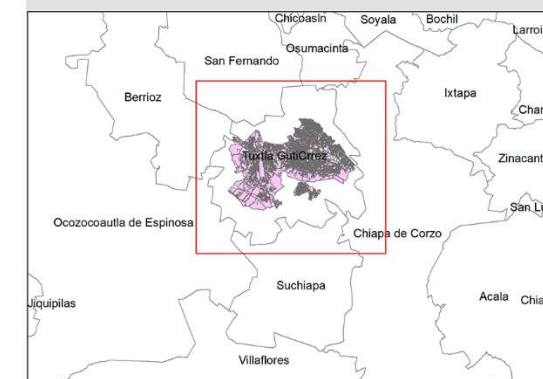 Chicoasln
Soyala
Bochil
Larroi
Osumacinta
San Fernando
Berrioz
Ixtapa
Char
Tuxtla GutiCrrez
Zinacant
San Lu
Ocozocoautla de Espinosa
Chiapa de Corzo
Suchiapa
Jiquipilas
Acala
Chia
Villaflores